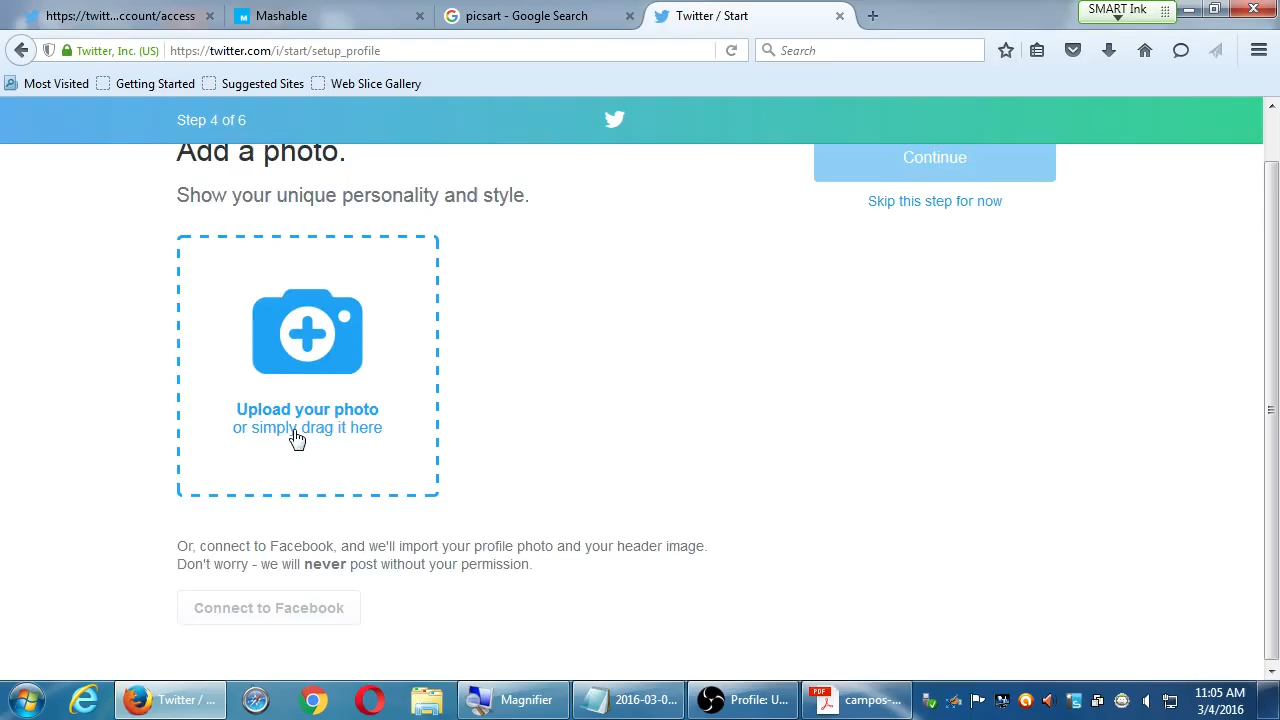 https://twitt...ccount/access
Mashable
picsart - Google Search
Twitter / Start
SMART Ink
Twitter, Inc. (US)
https://twitter.com/i/start/setup_profile
Search
Most Visited
Getting Started
Suggested Sites
Web Slice Gallery
Step 4 of 6
Add a photo.
Continue
Show your unique personality and style.
Skip this step for now
Upload your photo
or simply drag it here
Or, connect to Facebook, and we'll import your profile photo and your header image.
Don't worry - we will never post without your permission.
Connect to Facebook
Twitter / ...
Magnifier
2016-03-0...
Profile: U...
PDF
campos-...
11:05 AM
3/4/2016